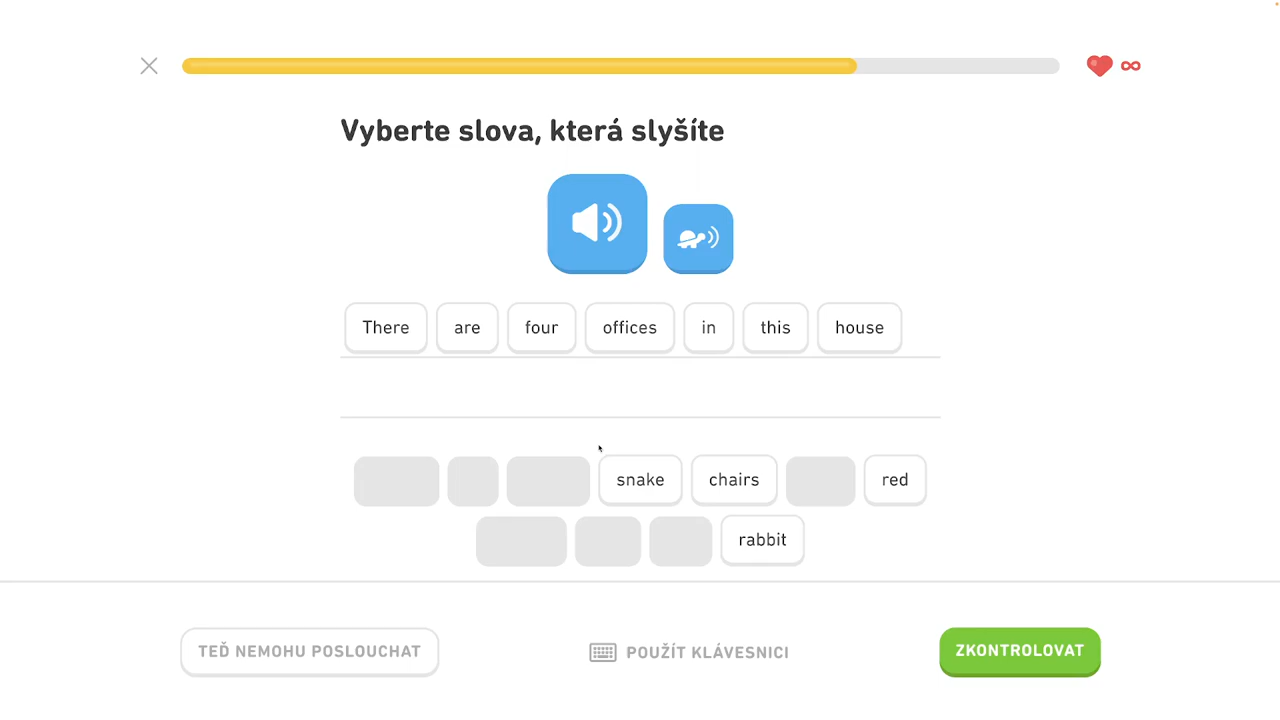 Vyberte slova, která slyšíte
There are four offices in this house
snake chairs red
rabbit
TEĎ NEMOHU POSLOUCHAT
POUŽÍT KLÁVESNICI
ZKONTROLOVAT